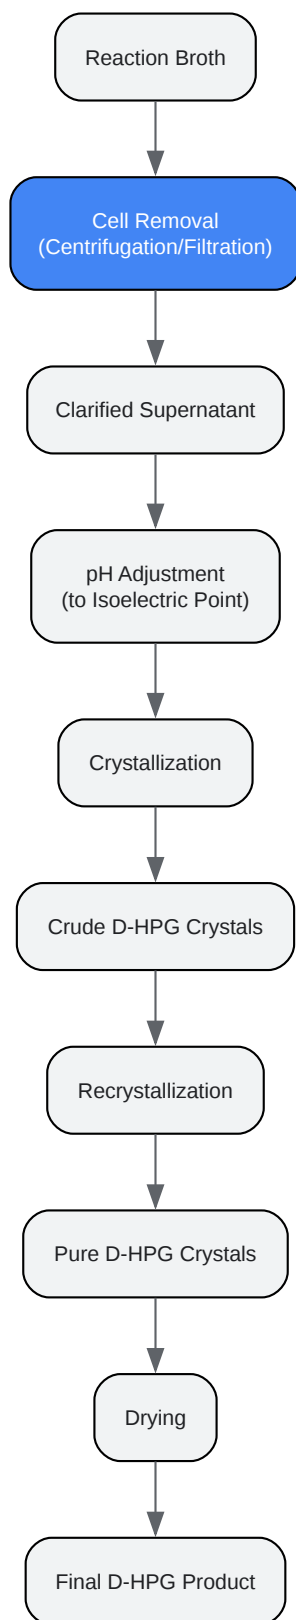 Reaction Broth
Cell Removal
(Centrifugation/Filtration)
Clarified Supernatant
pH Adjustment
(to Isoelectric Point)
Crystallization
Crude D-HPG Crystals
Recrystallization
Pure D-HPG Crystals
Drying
Final D-HPG Product